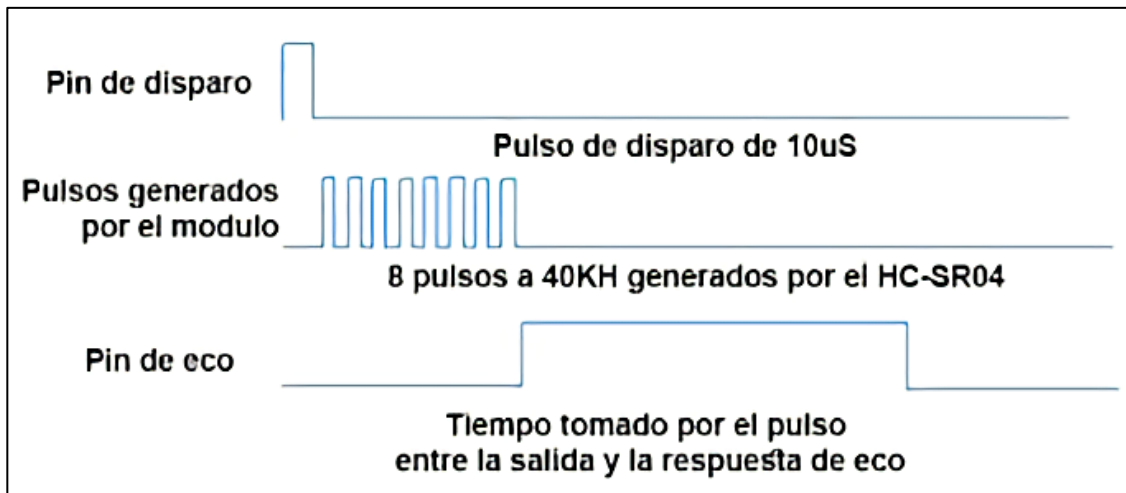 Pin de disparo
Pulso de disparo de 10uS
Pulsos generados
por el modulo
8 pulsos a 40KH generados por el HC-SR04
Pin de eco
Tiempo tomado por el pulso
entre la salida y la respuesta de eco